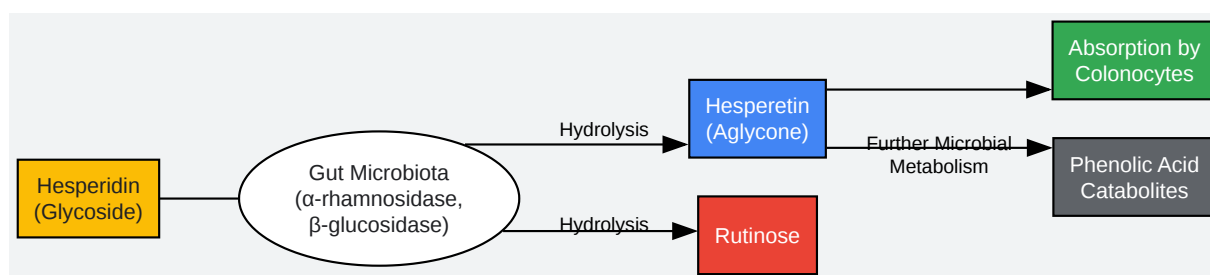 Hesperidin
(Glycoside)
Gut Microbiota
(α-rhamnosidase,
β-glucosidase)
Hydrolysis
Hydrolysis
Hesperetin
(Aglycone)
Rutinose
Further Microbial
Metabolism
Absorption by
Colonocytes
Phenolic Acid
Catabolites